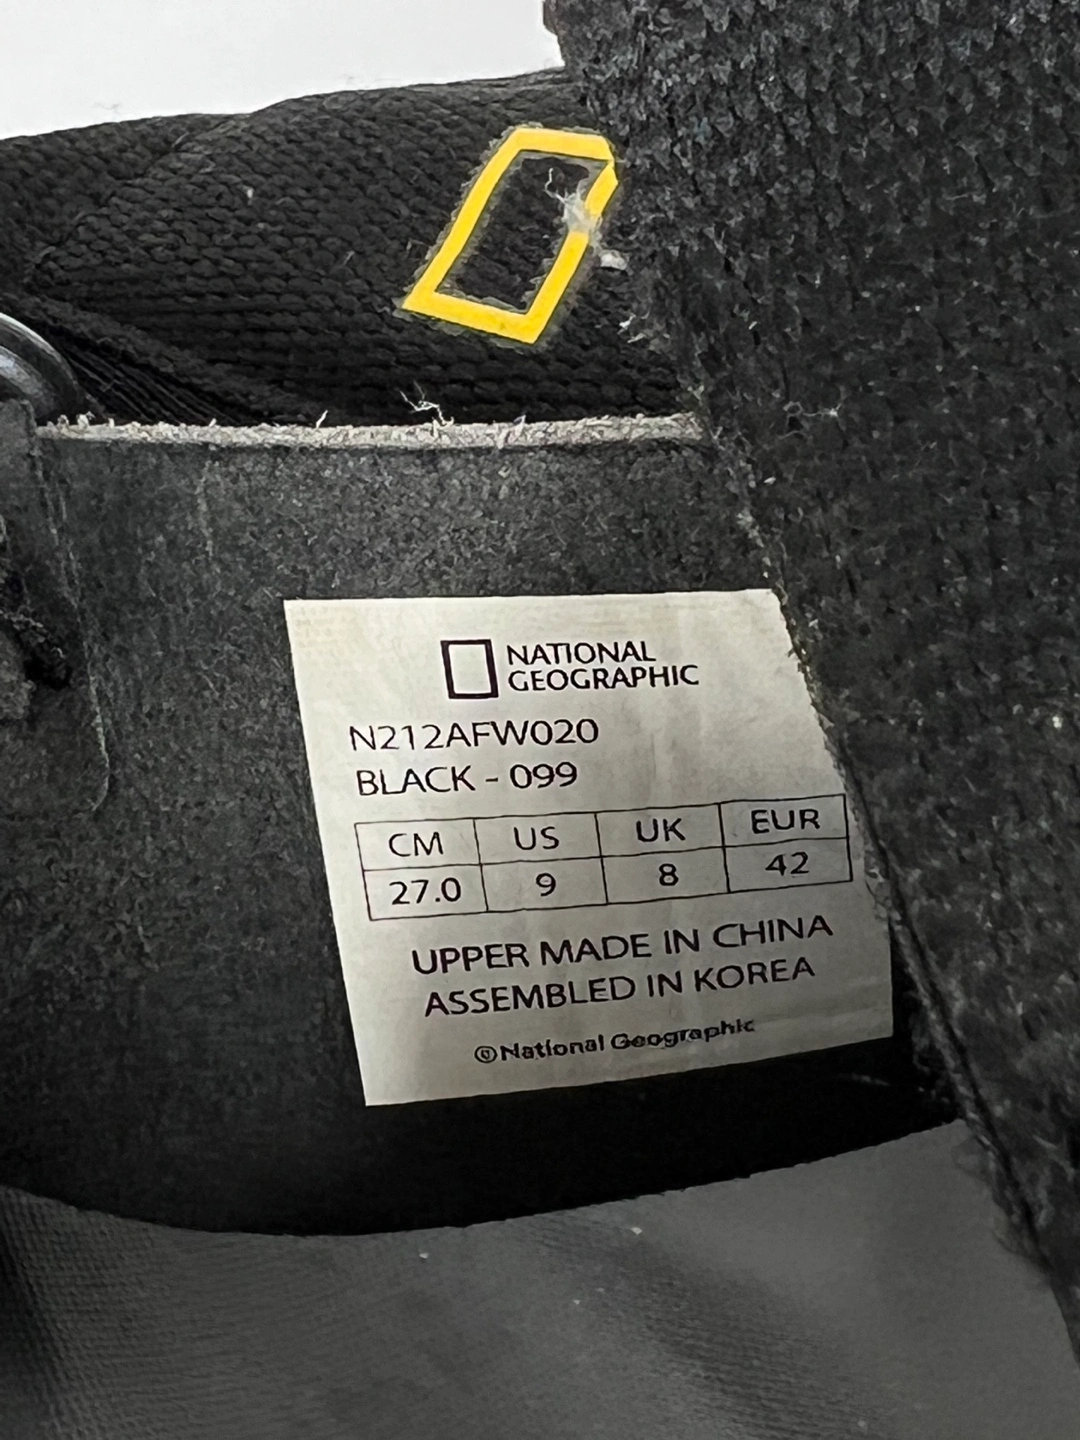 NATIONAL
GEOGRAPHIC
N212AFW020
BLACK - 099
CM US UK EUR
27.0 9 8 42
UPPER MADE IN CHINA
ASSEMBLED IN KOREA
©National Geographic